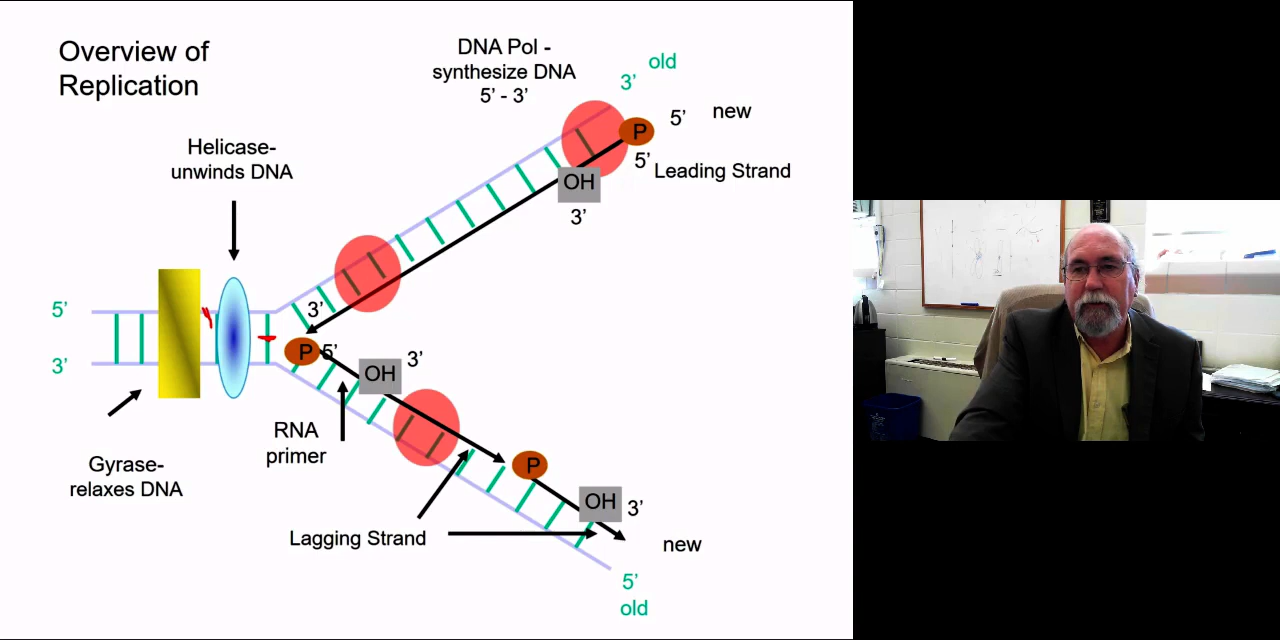 Overview of
Replication
DNA Pol -
synthesize DNA
5’ - 3’
old
3’
P
5’
new
5’
Leading Strand
OH
3’
Helicase-
unwinds DNA
3’
5’
3’
P
5’
OH
3’
RNA
primer
Gyrase-
relaxes DNA
P
OH
3’
Lagging Strand
new
5’
old